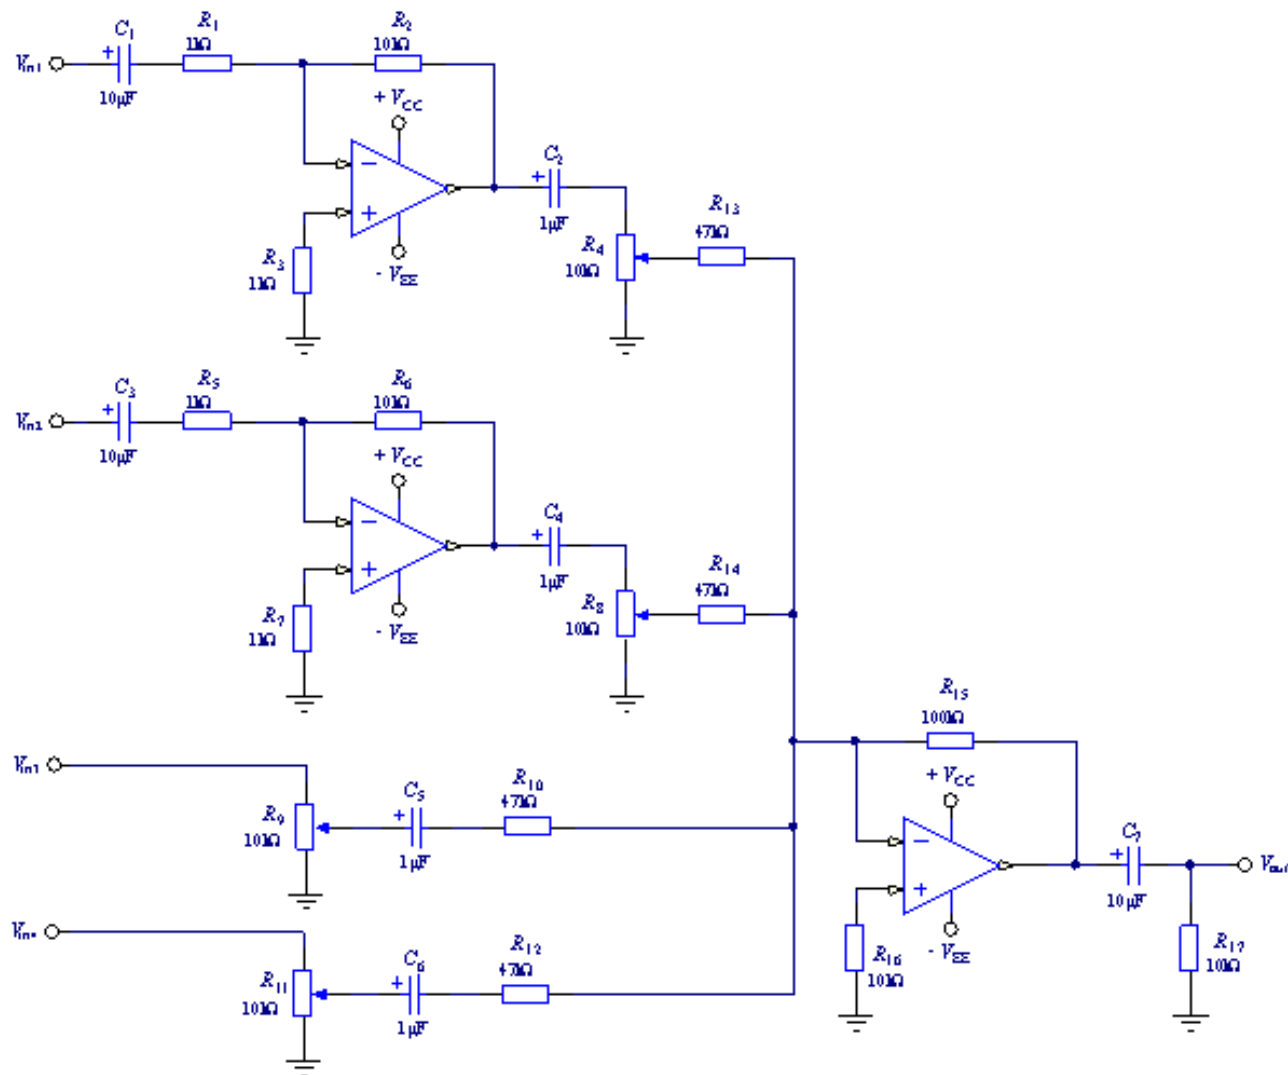 C1
R1
1kΩ
R2
10kΩ
Vin1
+
10μF
+ VCC
−
+
- VEE
R3
1kΩ
C2
+
1μF
R4
10kΩ
R13
47kΩ
C3
R5
1kΩ
R6
10kΩ
Vin2
+
10μF
+ VCC
−
+
- VEE
R7
1kΩ
C4
+
1μF
R8
10kΩ
R14
47kΩ
Vin3
R9
10kΩ
C5
+
1μF
R10
47kΩ
R15
100kΩ
+ VCC
−
+
- VEE
R16
10kΩ
C7
+
10μF
Vout
R17
10kΩ
R11
10kΩ
C6
+
1μF
R12
47kΩ